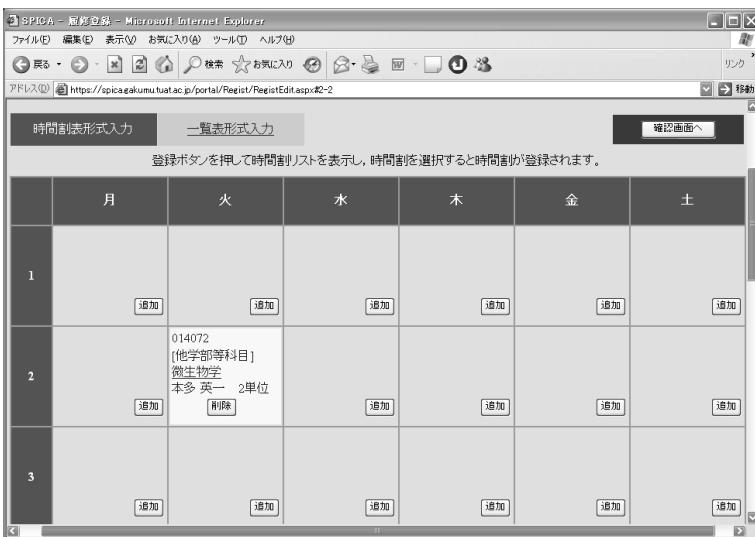 SPICA - 履修登録 - Microsoft Internet Explorer
ファイル(F) 編集(E) 表示(V) お気に入り(A) ツール(T) ヘルプ(H)
戻る 検索 お気に入り リンク
アドレス(D) https://spica.gakumu.tuat.ac.jp/portal/Regist/RegistEdit.aspx#2-2 移動
時間割表形式入力 一覧表形式入力 確認画面へ
登録ボタンを押して時間割リストを表示し，時間割を選択すると時間割が登録されます。
月 火 水 木 金 土
1
追加 追加 追加 追加 追加 追加
014072
[他学部等科目]
2 微生物学
本多 英一 2単位
追加 削除 追加 追加 追加 追加
3
追加 追加 追加 追加 追加 追加